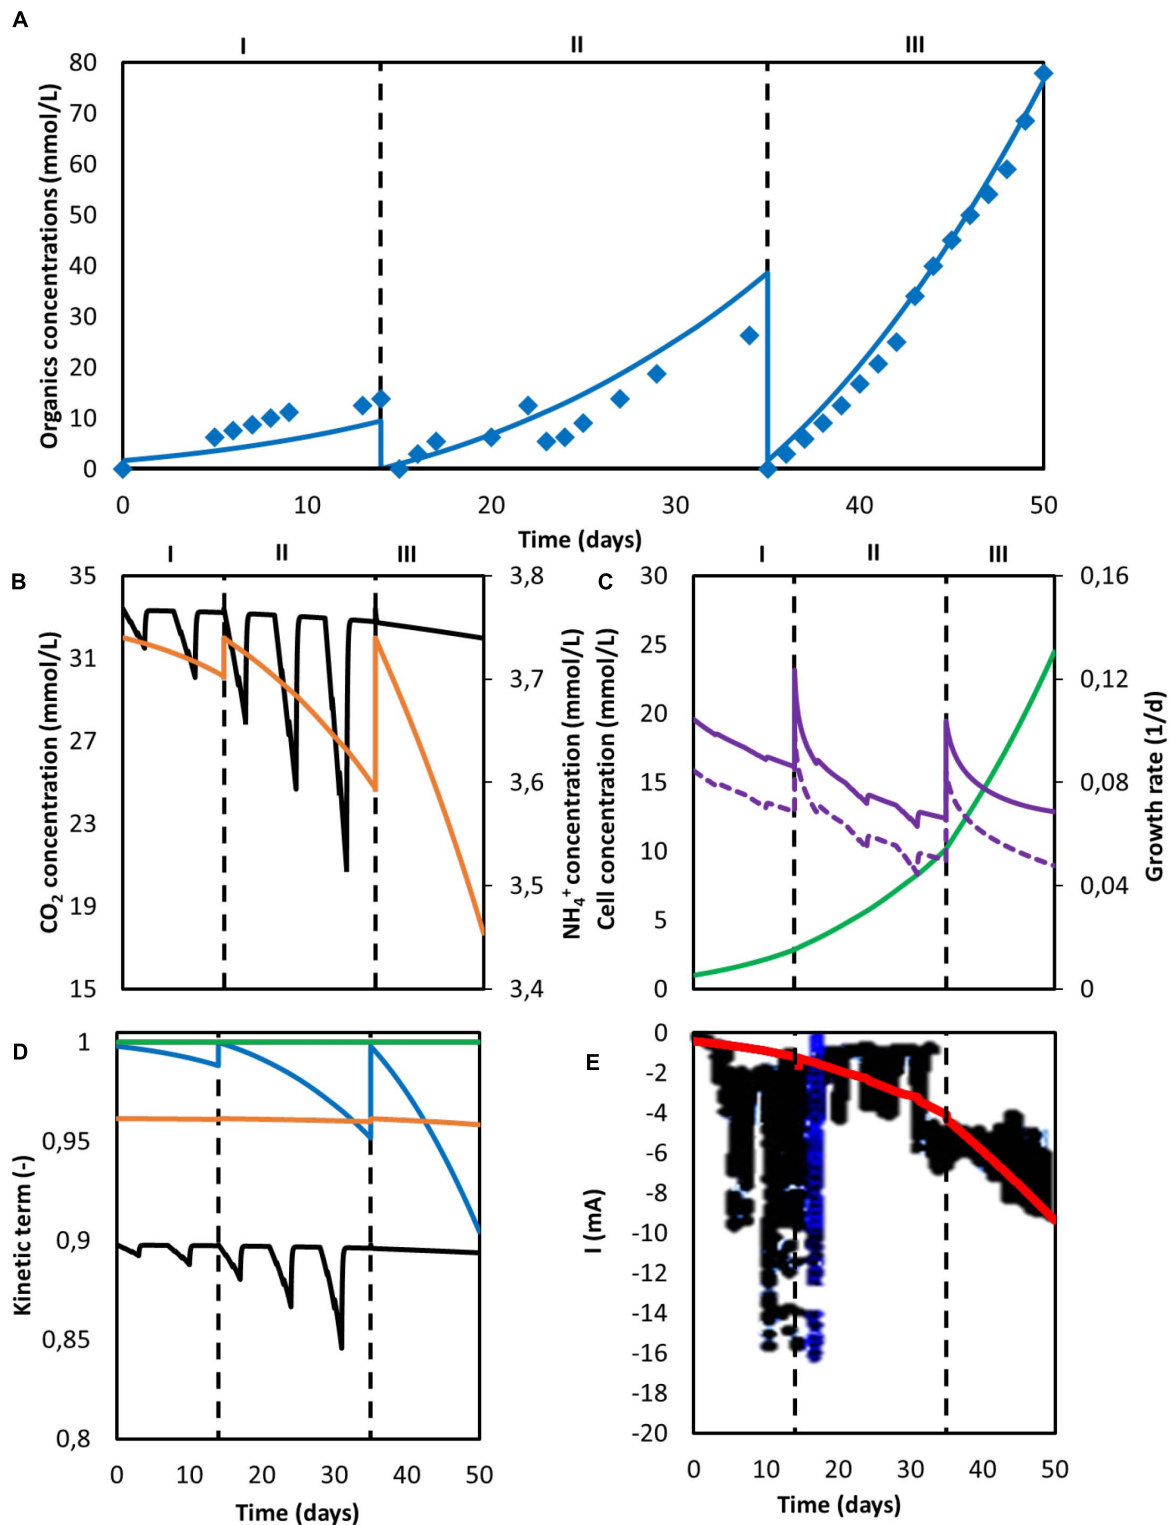 A
I II III
80
70
60
50
40
30
20
10
0
Organics concentrations (mmol/L)
0 10 20 30 40 50
Time (days)
B
I II III
35
31
27
23
19
15
CO2 concentration (mmol/L)
3,8
3,7
3,6
3,5
3,4
NH4+ concentration (mmol/L)
C
I II III
30
25
20
15
10
5
0
Cell concentration (mmol/L)
0,16
0,12
0,08
0,04
0
Growth rate (1/d)
D
1
0,95
0,9
0,85
0,8
Kinetic term (-)
0 10 20 30 40 50
Time (days)
E
0
-2
-4
-6
-8
-10
-12
-14
-16
-18
-20
I (mA)
0 10 20 30 40 50
Time (days)